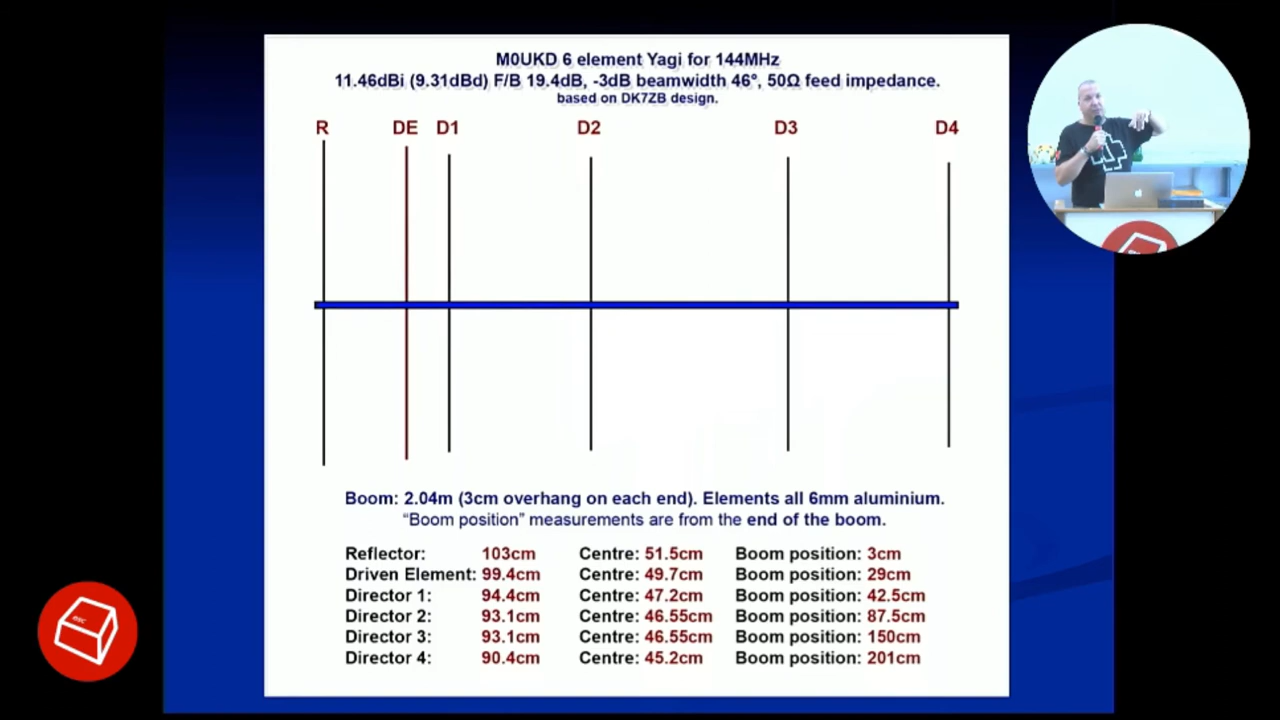 M0UKD 6 element Yagi for 144MHz
11.46dBi (9.31dBd) F/B 19.4dB, -3dB beamwidth 46º, 50Ω feed impedance.
based on DK7ZB design.
R DE D1 D2 D3 D4
Boom: 2.04m (3cm overhang on each end). Elements all 6mm aluminium.
“Boom position” measurements are from the end of the boom.
Reflector: 103cm Centre: 51.5cm Boom position: 3cm
Driven Element: 99.4cm Centre: 49.7cm Boom position: 29cm
Director 1: 94.4cm Centre: 47.2cm Boom position: 42.5cm
Director 2: 93.1cm Centre: 46.55cm Boom position: 87.5cm
Director 3: 93.1cm Centre: 46.55cm Boom position: 150cm
Director 4: 90.4cm Centre: 45.2cm Boom position: 201cm
esc